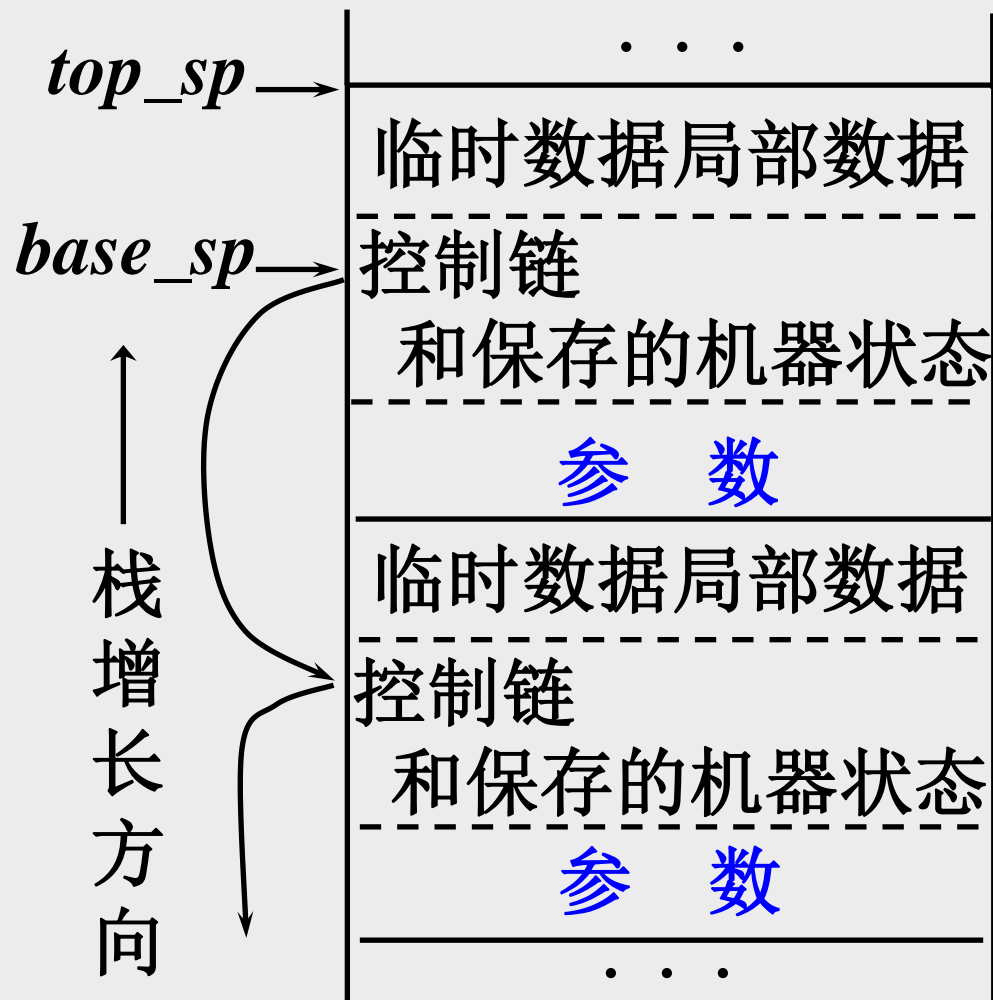 . . .
top_sp
临时数据局部数据
base_sp
控制链
和保存的机器状态
参 数
临时数据局部数据
控制链
和保存的机器状态
参 数
. . .
栈增长方向